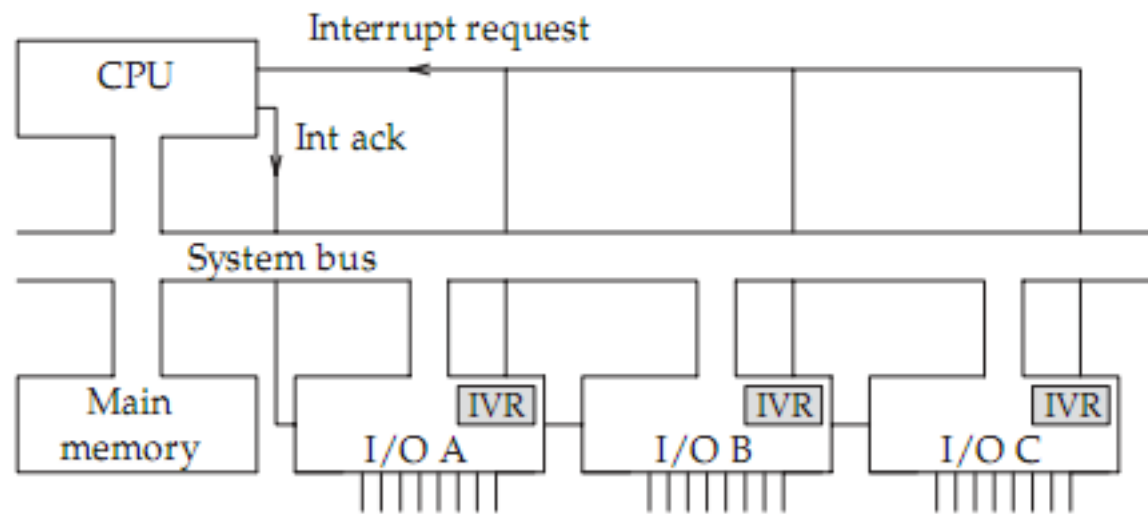 Interrupt request
CPU
Int ack
System bus
Main
memory
IVR
I/O A
IVR
I/O B
IVR
I/O C